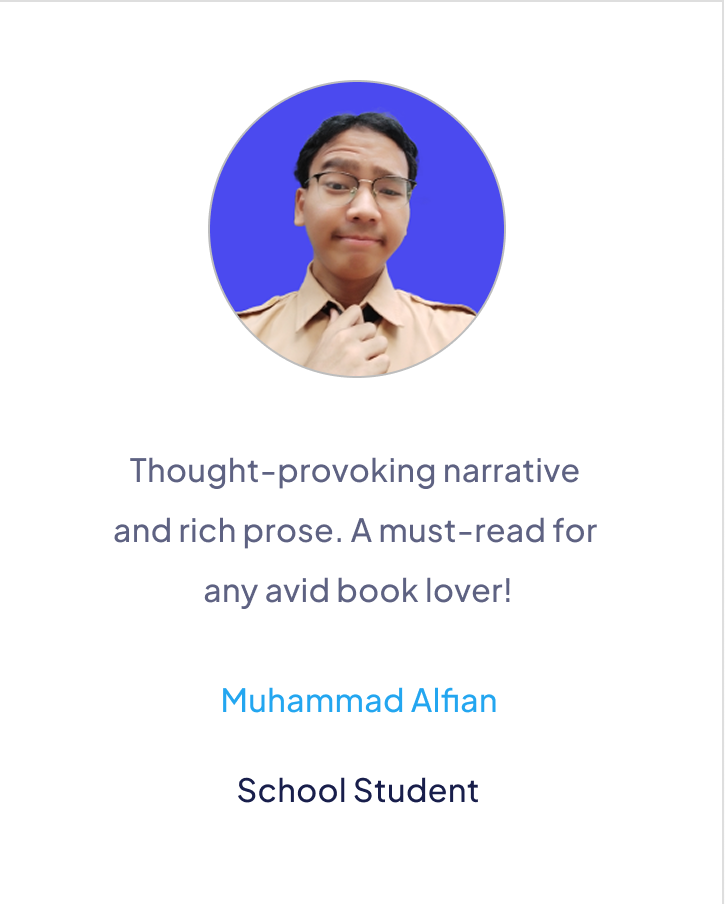 Thought-provoking narrative
and rich prose. A must-read for
any avid book lover!
Muhammad Alfian
School Student